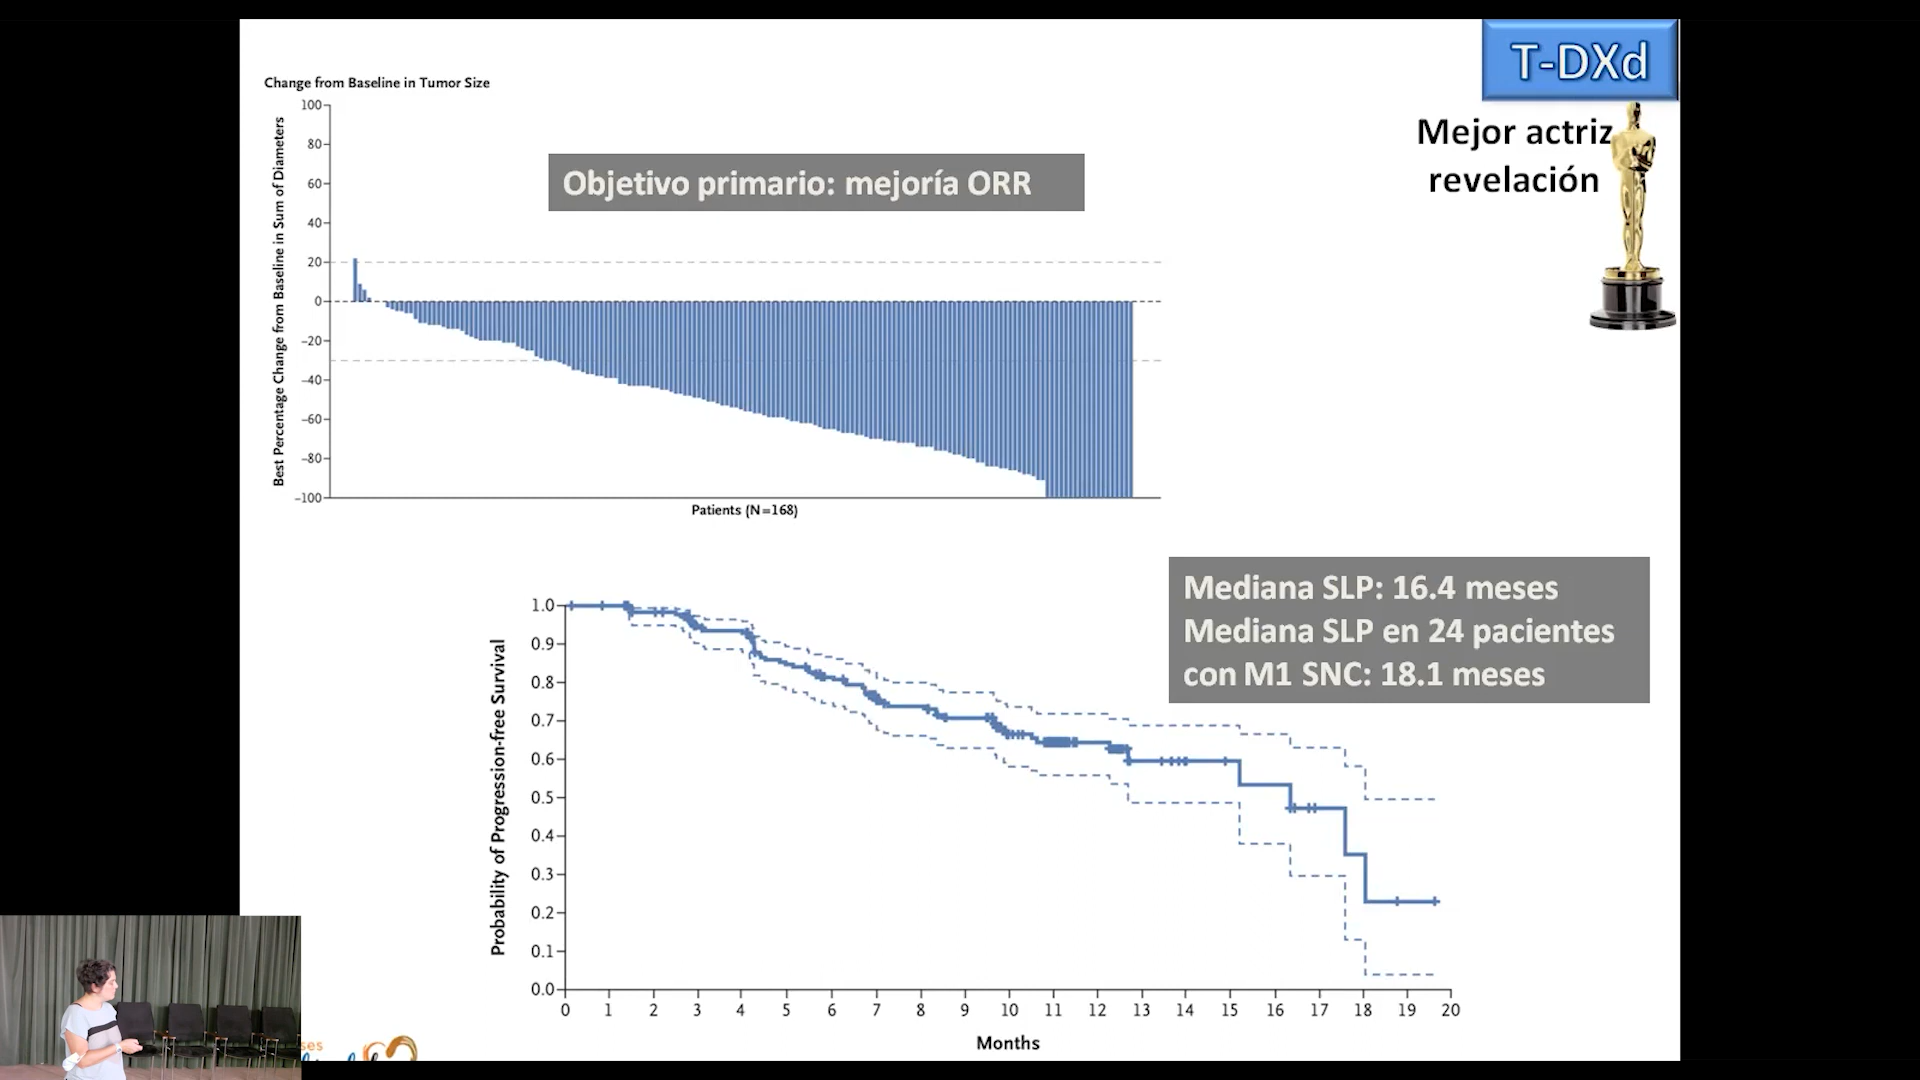 T-DXd
Mejor actriz
revelación
Change from Baseline in Tumor Size
Best Percentage Change from Baseline in Sum of Diameters
100
80
60
40
20
0
-20
-40
-60
-80
-100
Objetivo primario: mejoría ORR
Patients (N=168)
Mediana SLP: 16.4 meses
Mediana SLP en 24 pacientes
con M1 SNC: 18.1 meses
Probability of Progression-free Survival
1.0
0.9
0.8
0.7
0.6
0.5
0.4
0.3
0.2
0.1
0.0
0 1 2 3 4 5 6 7 8 9 10 11 12 13 14 15 16 17 18 19 20
Months